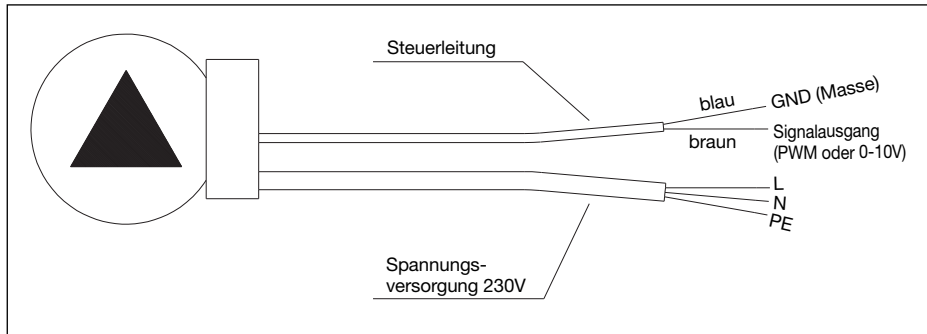 Steuerleitung
blau
GND (Masse)
braun
Signalausgang
(PWM oder 0-10V)
L
N
PE
Spannungs-
versorgung 230V